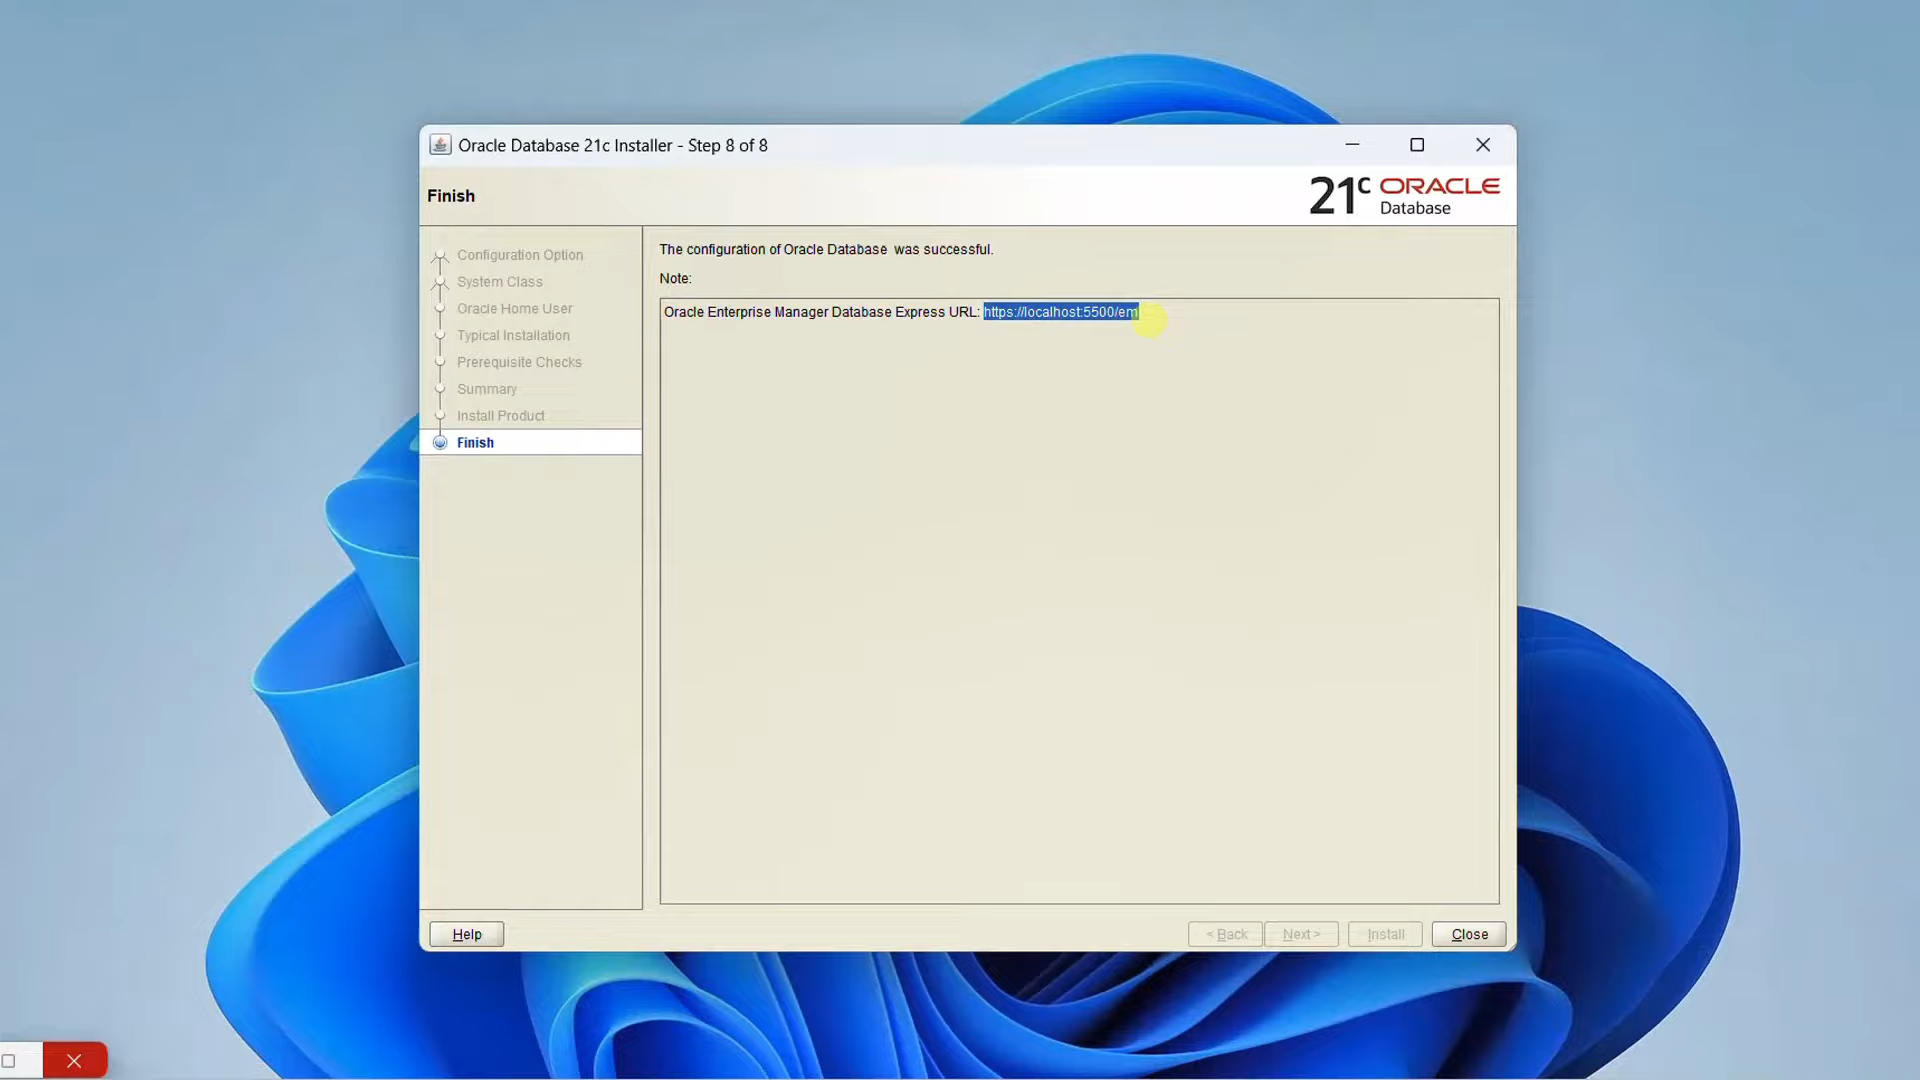 Oracle Database 21c Installer - Step 8 of 8
Finish
21c ORACLE
Database
Configuration Option
System Class
Oracle Home User
Typical Installation
Prerequisite Checks
Summary
Install Product
Finish
The configuration of Oracle Database was successful.
Note:
Oracle Enterprise Manager Database Express URL: https://localhost:5500/em
Help
< Back
Next >
Install
Close